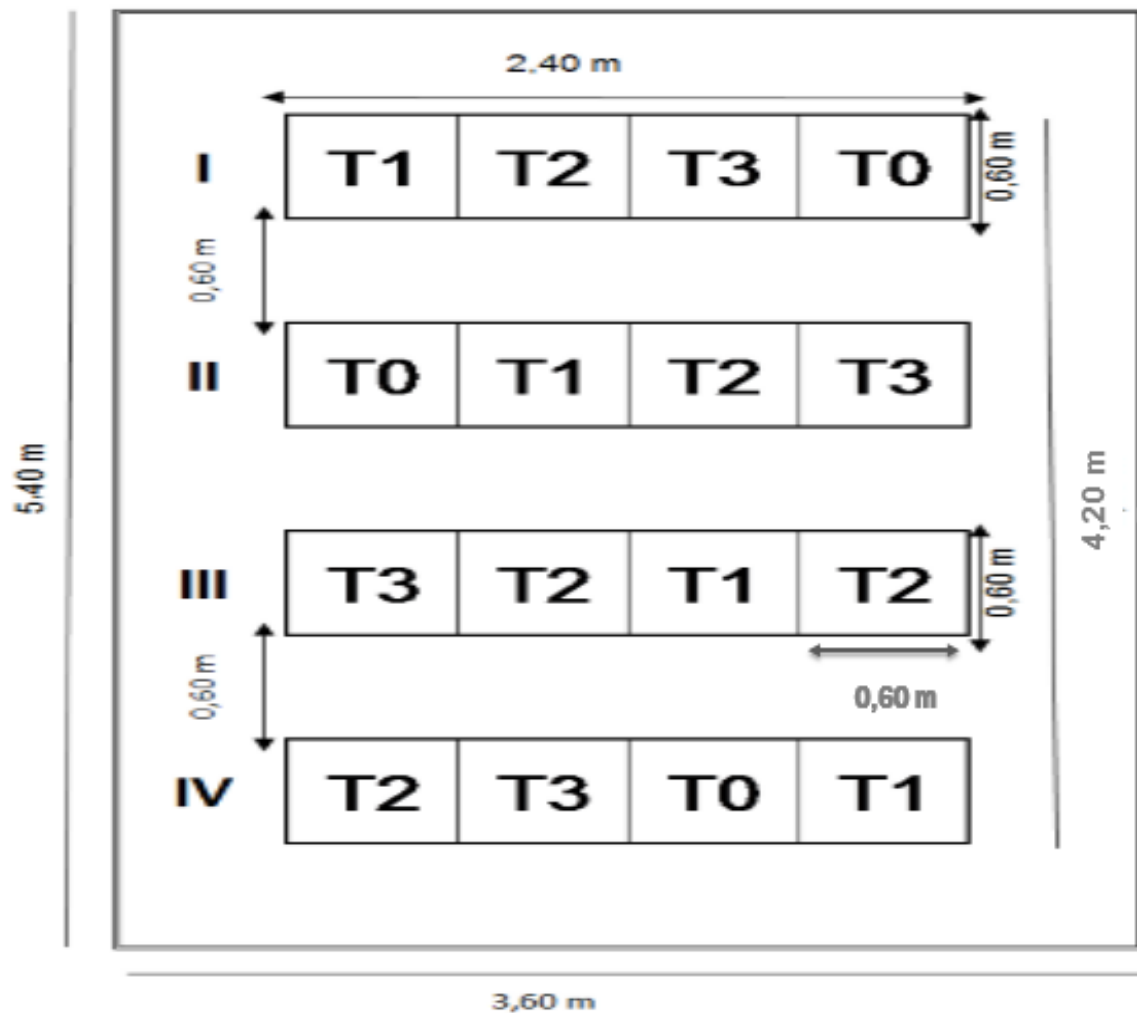 2,40 m
I T1 T2 T3 T0 0,60 m
0,60 m
II T0 T1 T2 T3
5,40 m
4,20 m
III T3 T2 T1 T2 0,60 m
0,60 m
0,60 m
IV T2 T3 T0 T1
3,60 m